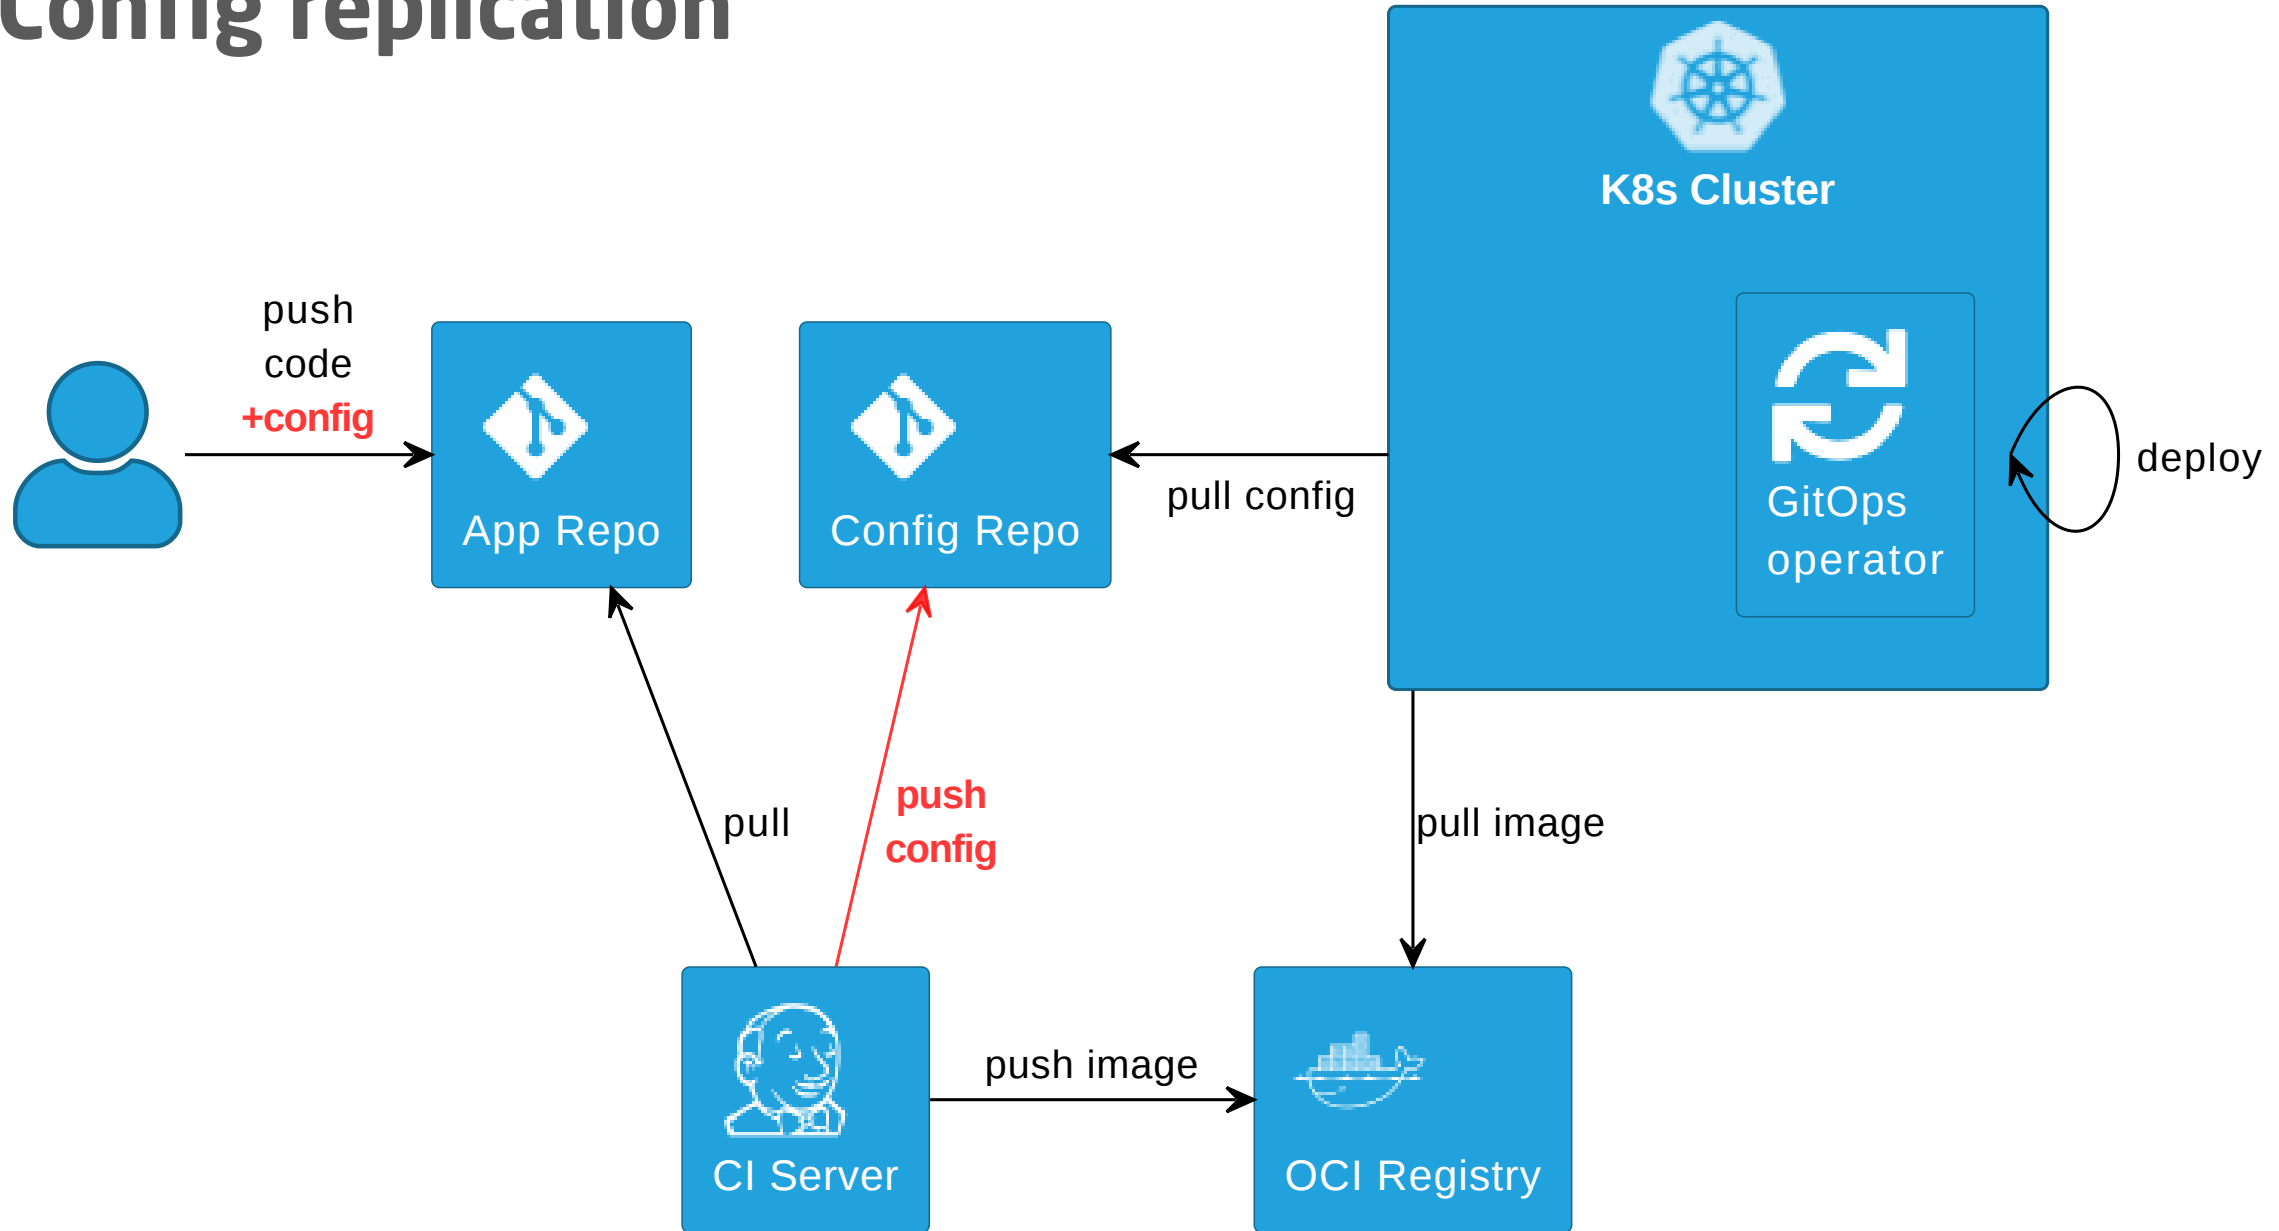 Config replication
K8s Cluster
push
code
+config
App Repo
Config Repo
pull config
GitOps
operator
deploy
pull
push
config
pull image
push image
CI Server
OCI Registry